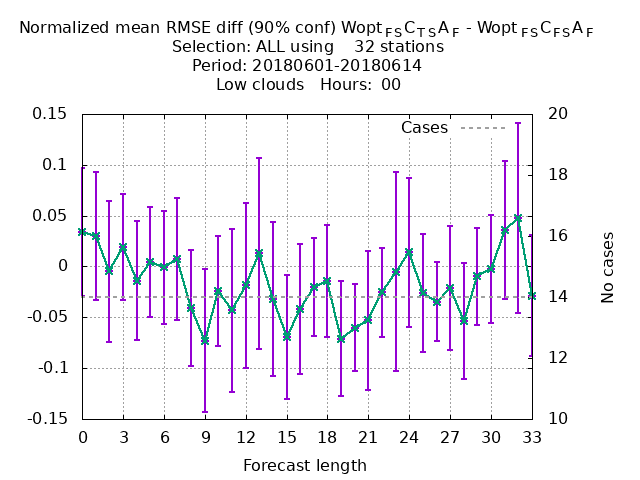 Normalized mean RMSE diff (90% conf) Wopt FS C TS A F - Wopt FS C FS A F
Selection: ALL using 32 stations
Period: 20180601-20180614
Low clouds Hours: 00
Cases
0.15
0.1
0.05
0
-0.05
-0.1
-0.15
20
18
16
14
12
10
No cases
0 3 6 9 12 15 18 21 24 27 30 33
Forecast length